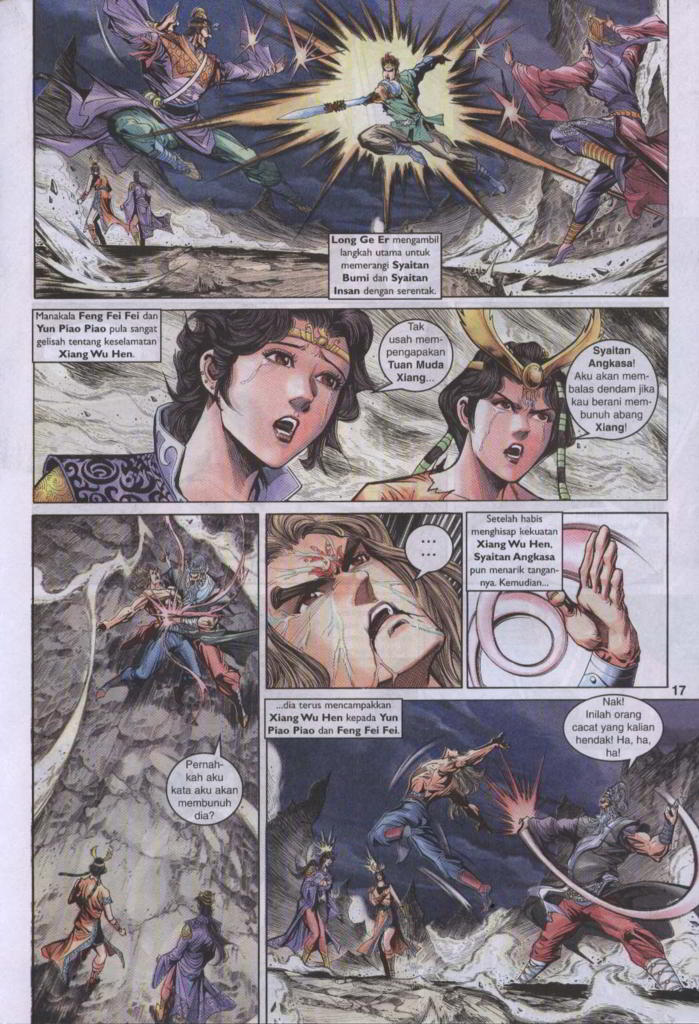 Long Ge Er mengambil
langkah utama untuk
memerangi Syaitan
Bumi dan Syaitan
Insan dengan serentak.
Manakala Feng Fei Fei dan
Yun Piao Piao pula sangat
gelisah tentang keselamatan
Xiang Wu Hen.
Tak
usah mem-
pengapakan
Tuan Muda
Xiang...
Syaitan
Angkasa!
Aku akan mem-
balas dendam jika
kau berani mem-
bunuh abang
Xiang!
Pernah-
kah aku
kata aku akan
membunuh
dia?
...
...
Setelah habis
menghisap kekuatan
Xiang Wu Hen,
Syaitan Angkasa
pun menarik tangan-
nya. Kemudian...
17
...dia terus mencampakkan
Xiang Wu Hen kepada Yun
Piao Piao dan Feng Fei Fei.
Nak!
Inilah orang
cacat yang kalian
hendak! Ha, ha,
ha!